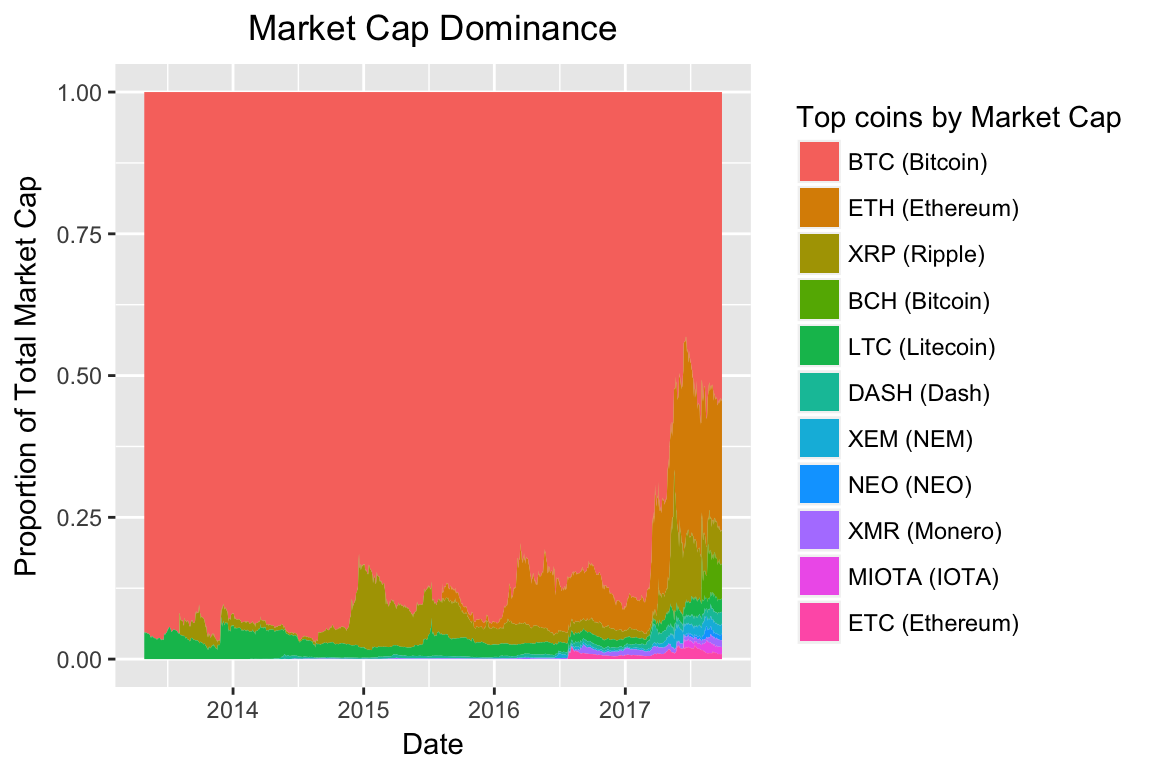 Market Cap Dominance
Proportion of Total Market Cap
1.00
0.75
0.50
0.25
0.00
2014
2015
2016
2017
Date
Top coins by Market Cap
BTC (Bitcoin)
ETH (Ethereum)
XRP (Ripple)
BCH (Bitcoin)
LTC (Litecoin)
DASH (Dash)
XEM (NEM)
NEO (NEO)
XMR (Monero)
MIOTA (IOTA)
ETC (Ethereum)